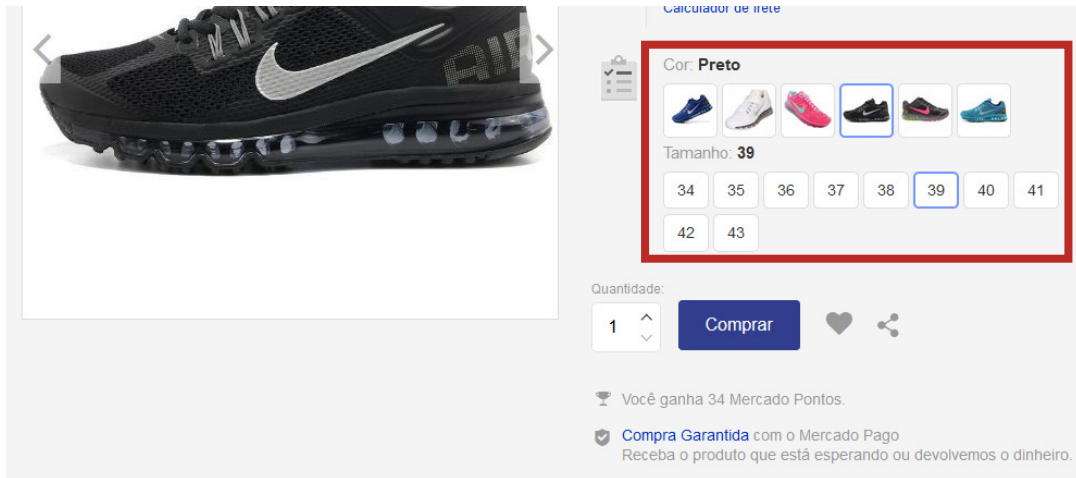 Calculador de frete
AIR
Cor: Preto
Tamanho: 39
34 35 36 37 38 39 40 41
42 43
Quantidade:
1 Comprar
Você ganha 34 Mercado Pontos.
Compra Garantida com o Mercado Pago
Receba o produto que está esperando ou devolvemos o dinheiro.